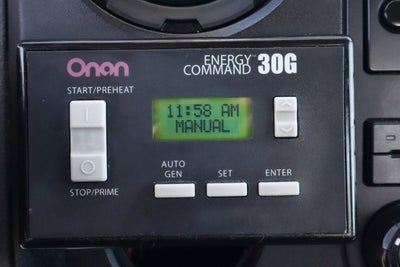 Onan
ENERGY
COMMAND 30G
START/PREHEAT
I
O
STOP/PRIME
11:58 AM
MANUAL
AUTO
GEN
SET
ENTER